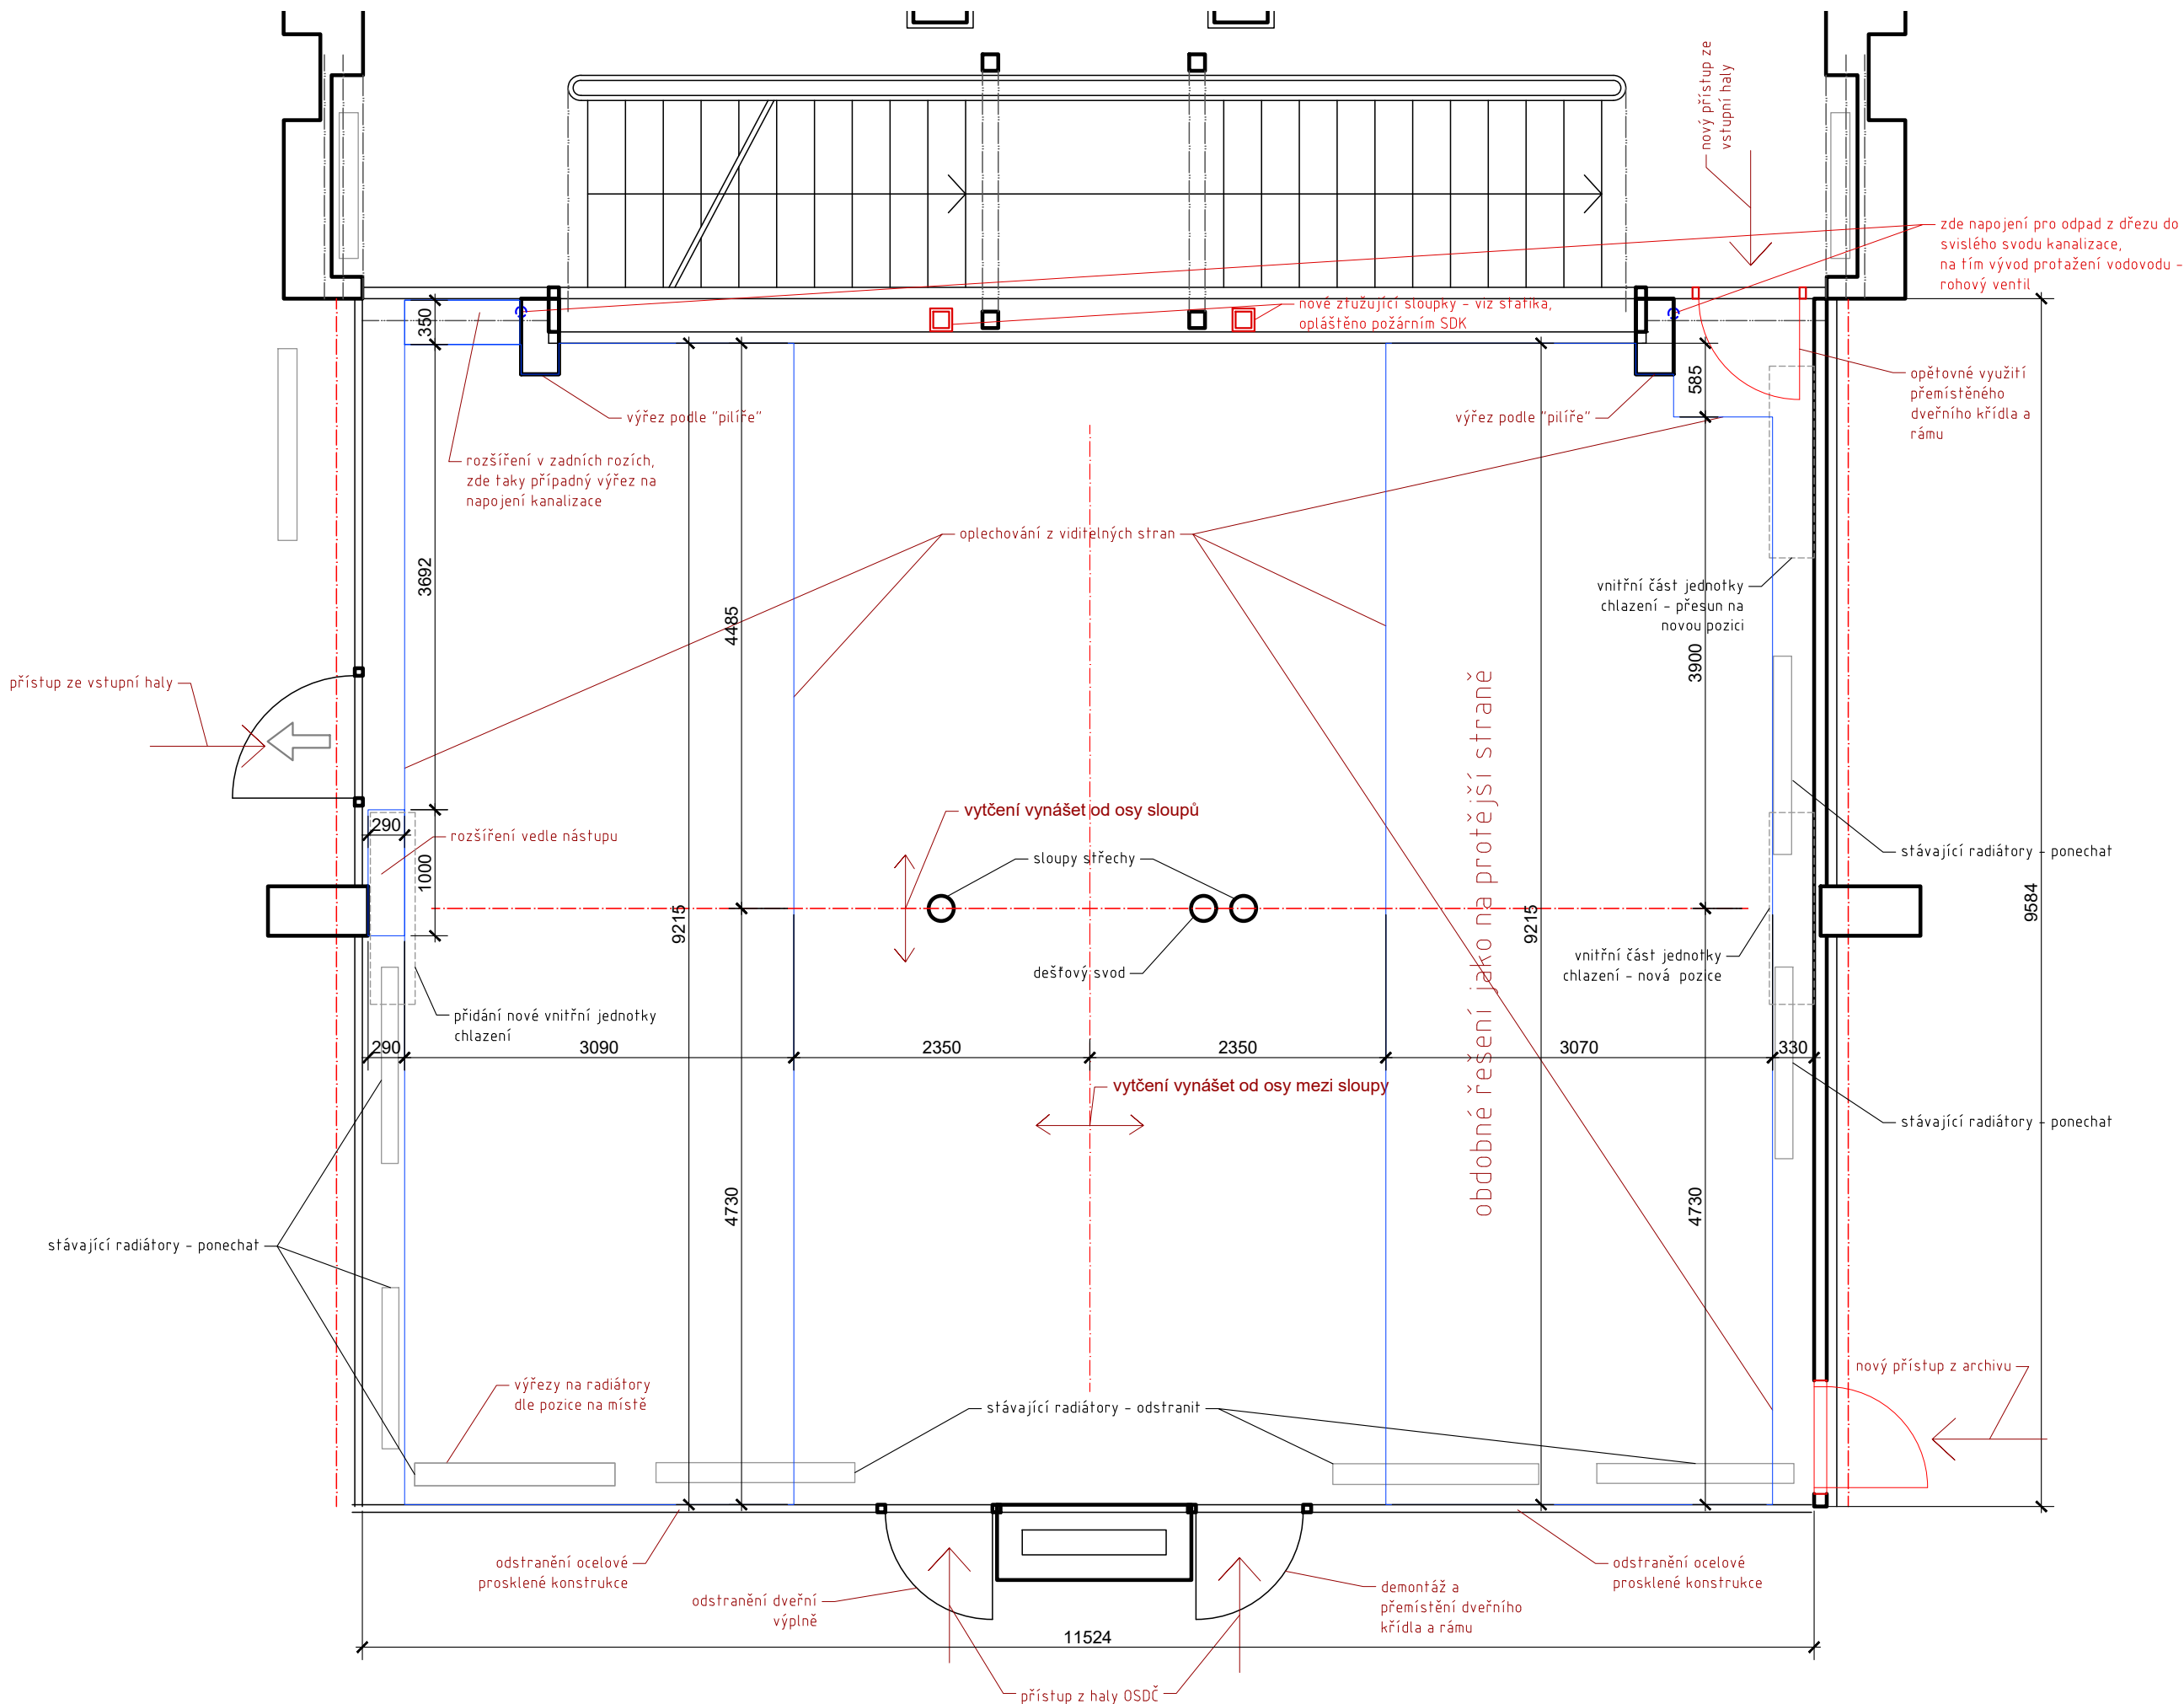 nový přístup ze
vstupní haly
zde napojení pro odpad z dřezu do
svislého svodu kanalizace,
na tím vývod protažení vodovodu -
rohový ventil
nové ztužující sloupky - viz statika,
opláštěno požárním SDK
350
585
opětovné využití
přemístěného
dveřního křídla a
rámu
výřez podle "pilíře"
výřez podle "pilíře"
rozšíření v zadních rozích,
zde taky případný výřez na
napojení kanalizace
oplechování z viditelných stran
3692
4485
vnitřní část jednotky
chlazení - přesun na
novou pozici
3900
přístup ze vstupní haly
obdobné řešení jako na protější straně
vytčení vynášet od osy sloupů
290
rozšíření vedle nástupu
1000
sloupy střechy
stávající radiátory - ponechat
9215
9215
9584
dešťový svod
vnitřní část jednotky
chlazení - nová pozice
přidání nové vnitřní jednotky
chlazení
290
3090
2350
2350
3070
330
vytčení vynášet od osy mezi sloupy
stávající radiátory - ponechat
4730
4730
stávající radiátory - ponechat
nový přístup z archivu
výřezy na radiátory
dle pozice na místě
stávající radiátory - odstranit
odstranění ocelové
prosklené konstrukce
odstranění ocelové
prosklené konstrukce
odstranění dveřní
výplně
demontáž a
přemístění dveřního
křídla a rámu
11524
přístup z haly OSDČ